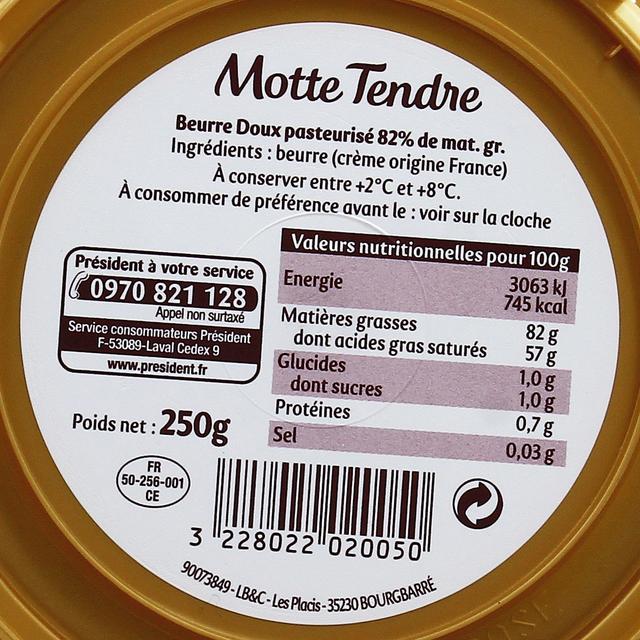 Motte Tendre
Beurre Doux pasteurisé 82% de mat. gr.
Ingrédients : beurre (crème origine France)
À conserver entre +2°C et +8°C.
À consommer de préférence avant le : voir sur la cloche
Président à votre service
0970 821 128
Appel non surtaxé
Service consommateurs Président
F-53089-Laval Cedex 9
www.president.fr
Valeurs nutritionnelles pour 100g
Energie 3063 kJ
745 kcal
Matières grasses 82 g
dont acides gras saturés 57 g
Glucides 1,0 g
dont sucres 1,0 g
Protéines 0,7 g
Sel 0,03 g
Poids net : 250g
FR
50-256-001
CE
3 228022 020050
90073849 - LB&C - Les Placis - 35230 BOURGBARRÉ